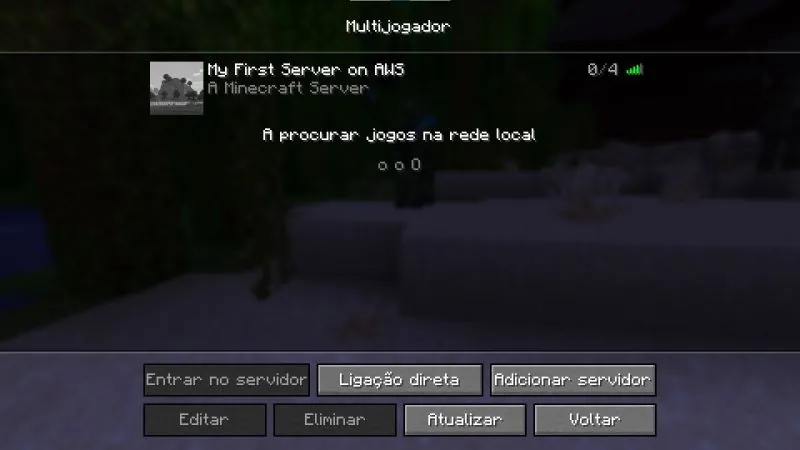 Multijogador
My First Server on AWS 0/4
A Minecraft Server
A procurar jogos na rede local
o o O
Entrar no servidor Ligação direta Adicionar servidor
Editar Eliminar Atualizar Voltar